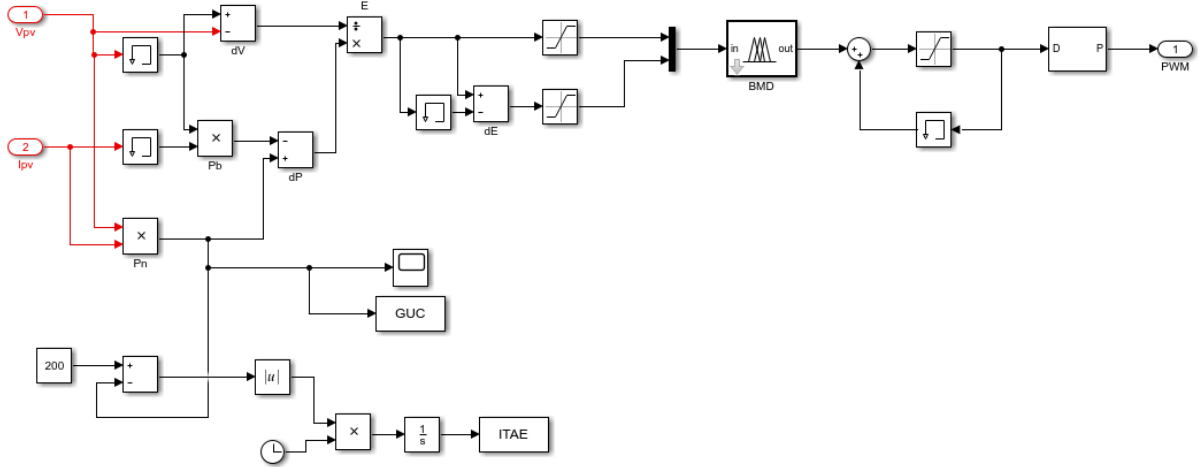 1
Vpv
+
−
dV
E
÷
×
+
−
dE
in
out
BMD
+
+
D
P
1
PWM
2
Ipv
×
Pb
−
+
dP
×
Pn
GUC
200
+
−
|u|
×
1
s
ITAE